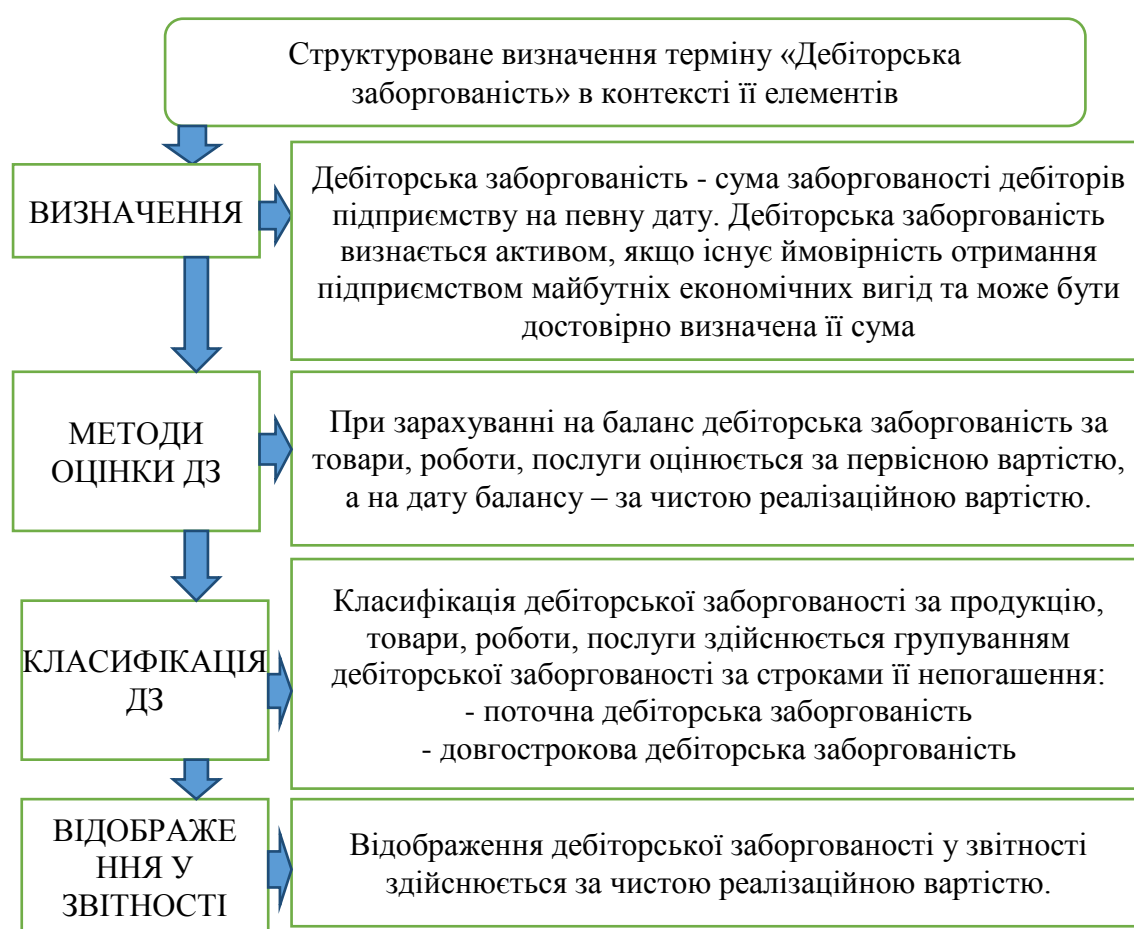 Структуроване визначення терміну «Дебіторська
заборгованість» в контексті її елементів
ВИЗНАЧЕННЯ
Дебіторська заборгованість - сума заборгованості дебіторів
підприємству на певну дату. Дебіторська заборгованість
визнається активом, якщо існує ймовірність отримання
підприємством майбутніх економічних вигід та може бути
достовірно визначена її сума
МЕТОДИ
ОЦІНКИ ДЗ
При зарахуванні на баланс дебіторська заборгованість за
товари, роботи, послуги оцінюється за первісною вартістю,
а на дату балансу – за чистою реалізаційною вартістю.
КЛАСИФІКАЦІЯ
ДЗ
Класифікація дебіторської заборгованості за продукцію,
товари, роботи, послуги здійснюється групуванням
дебіторської заборгованості за строками її непогашення:
- поточна дебіторська заборгованість
- довгострокова дебіторська заборгованість
ВІДОБРАЖЕ
ННЯ У
ЗВІТНОСТІ
Відображення дебіторської заборгованості у звітності
здійснюється за чистою реалізаційною вартістю.